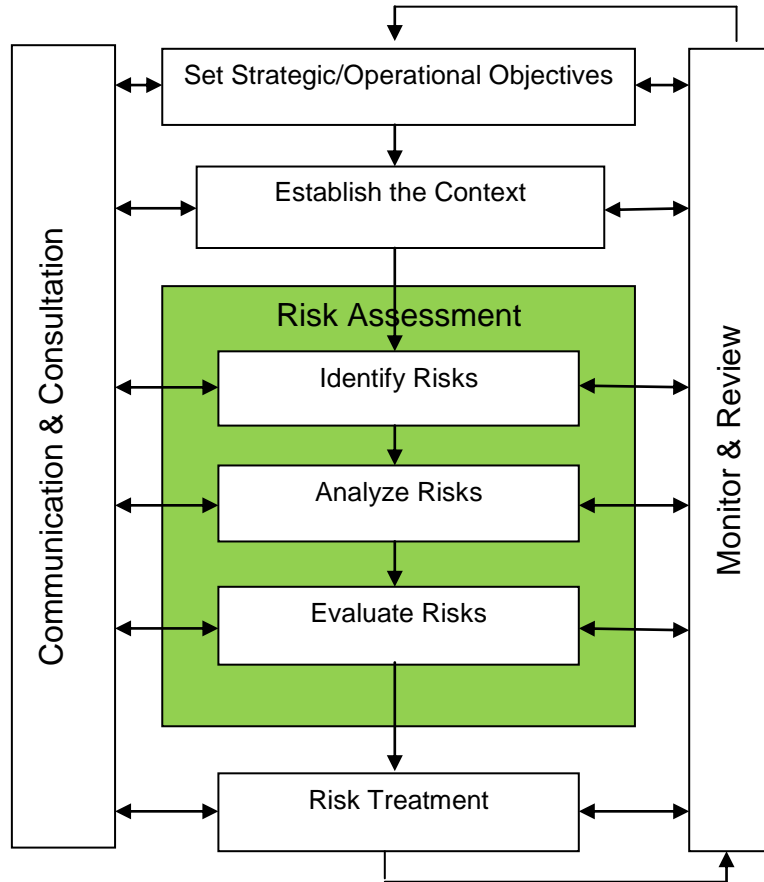 Set Strategic/Operational Objectives
Establish the Context
Risk Assessment
Identify Risks
Analyze Risks
Evaluate Risks
Risk Treatment
Communication & Consultation
Monitor & Review